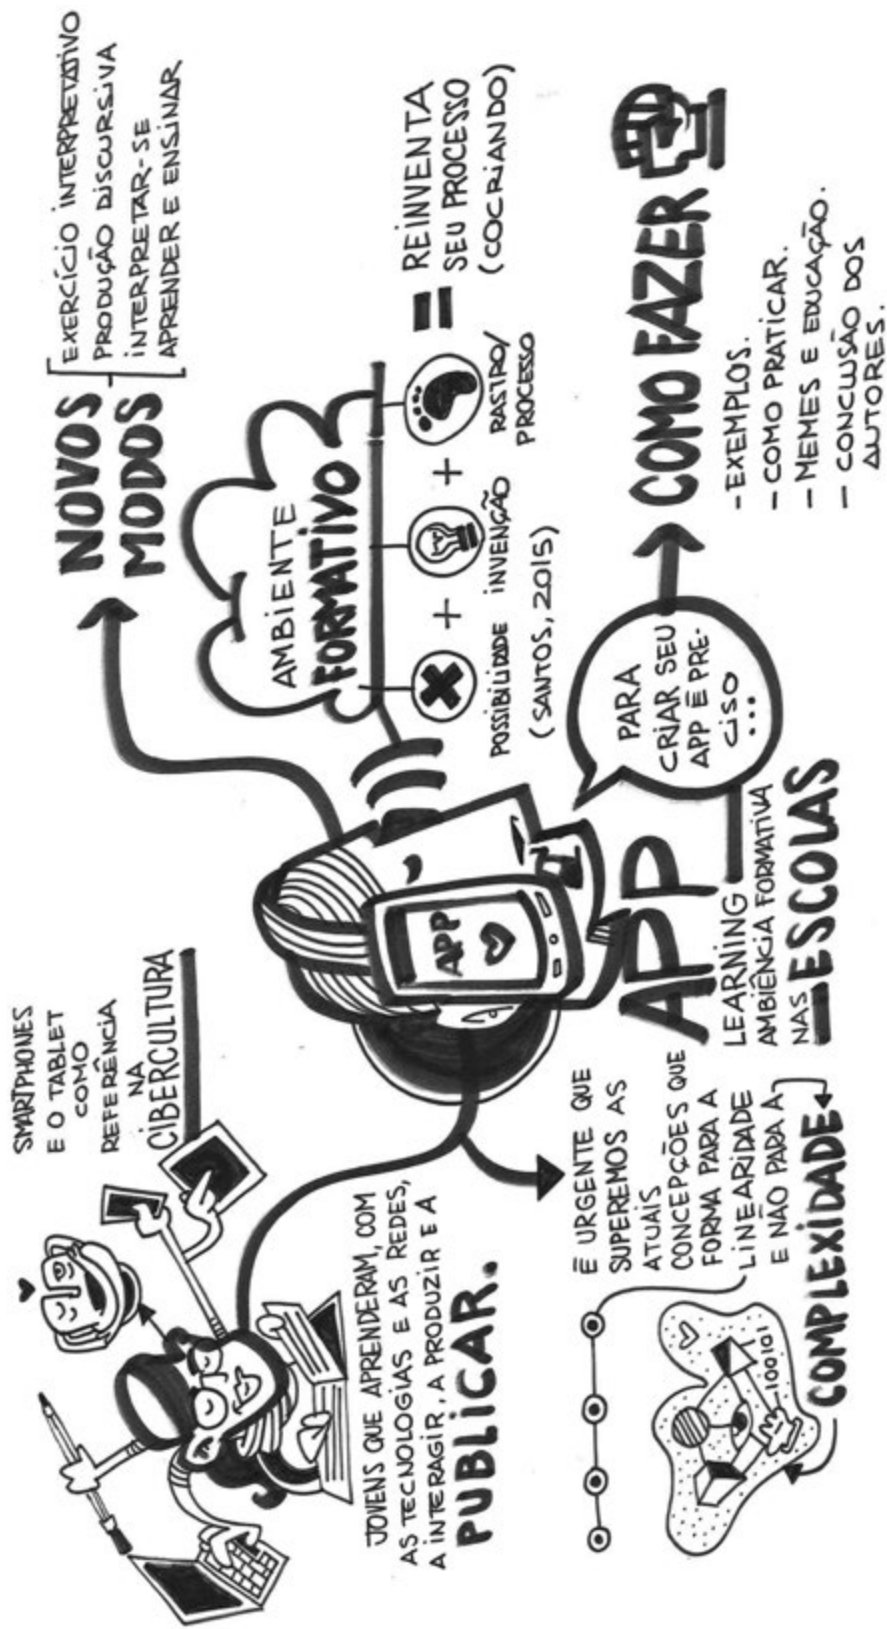 SMARTPHONES
E O TABLET
COMO
REFERÊNCIA
NA
CIBERCULTURA
JOVENS QUE APRENDERAM, COM
AS TECNOLOGIAS E AS REDES,
A INTERAGIR, A PRODUZIR E A
PUBLICAR.
É URGENTE QUE
SUPEREMOS AS
ATUAIS
CONCEPÇÕES QUE
FORMA PARA A
LINEARIDADE
E NÃO PARA A
COMPLEXIDADE
100101
APP
APP
LEARNING
AMBIÊNCIA FORMATIVA
NAS ESCOLAS
NOVOS
MODOS
EXERCÍCIO INTERPRETATIVO
PRODUÇÃO DISCURSIVA
INTERPRETAR-SE
APRENDER E ENSINAR
AMBIENTE
FORMATIVO
+ +
POSSIBILIDADE INVENÇÃO RASTRO/
PROCESSO
(SANTOS, 2015)
= REINVENTA
SEU PROCESSO
(COCRIANDO)
PARA
CRIAR SEU
APP É PRE-
CISO
...
COMO FAZER
- EXEMPLOS.
- COMO PRATICAR.
- MEMES E EDUCAÇÃO.
- CONCLUSÃO DOS
AUTORES.